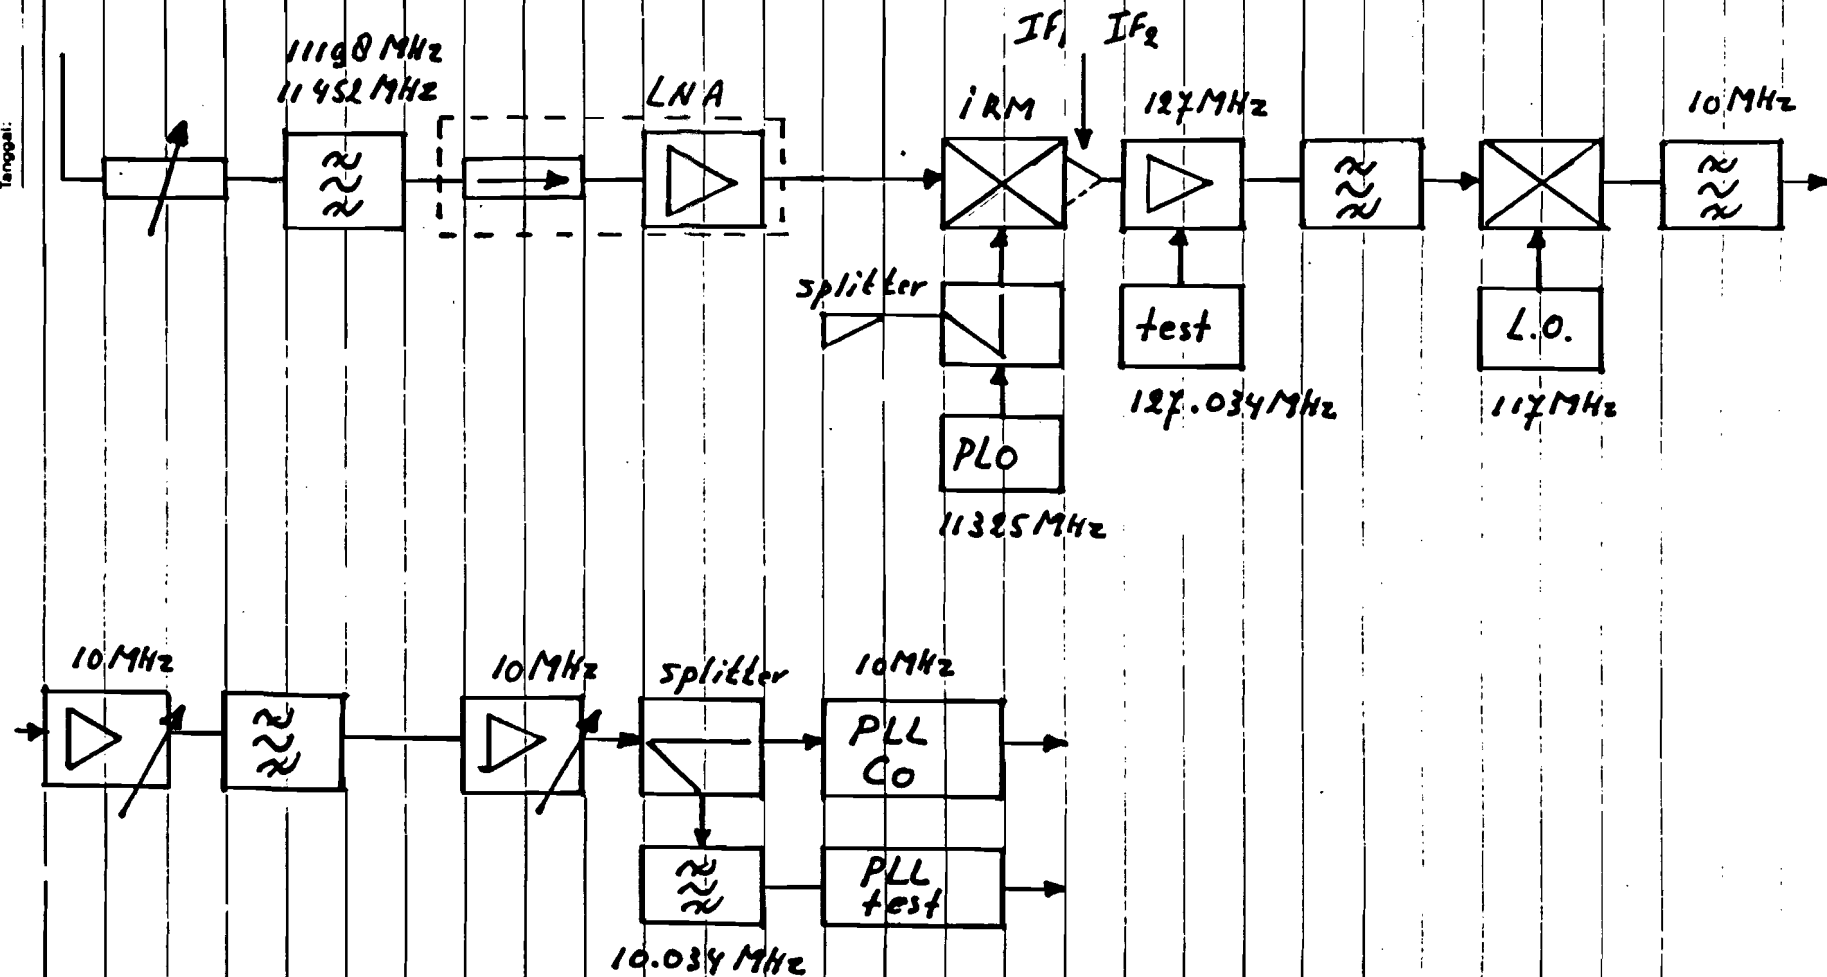 Tanggal:
11198 MHz
11452 MHz
LNA
iRM
IF1
IF2
127 MHz
10 MHz
splitter
test
L.O.
127.034 MHz
117 MHz
PLO
11325 MHz
10 MHz
10 MHz
splitter
10 MHz
PLL
Co
PLL
test
10.034 MHz